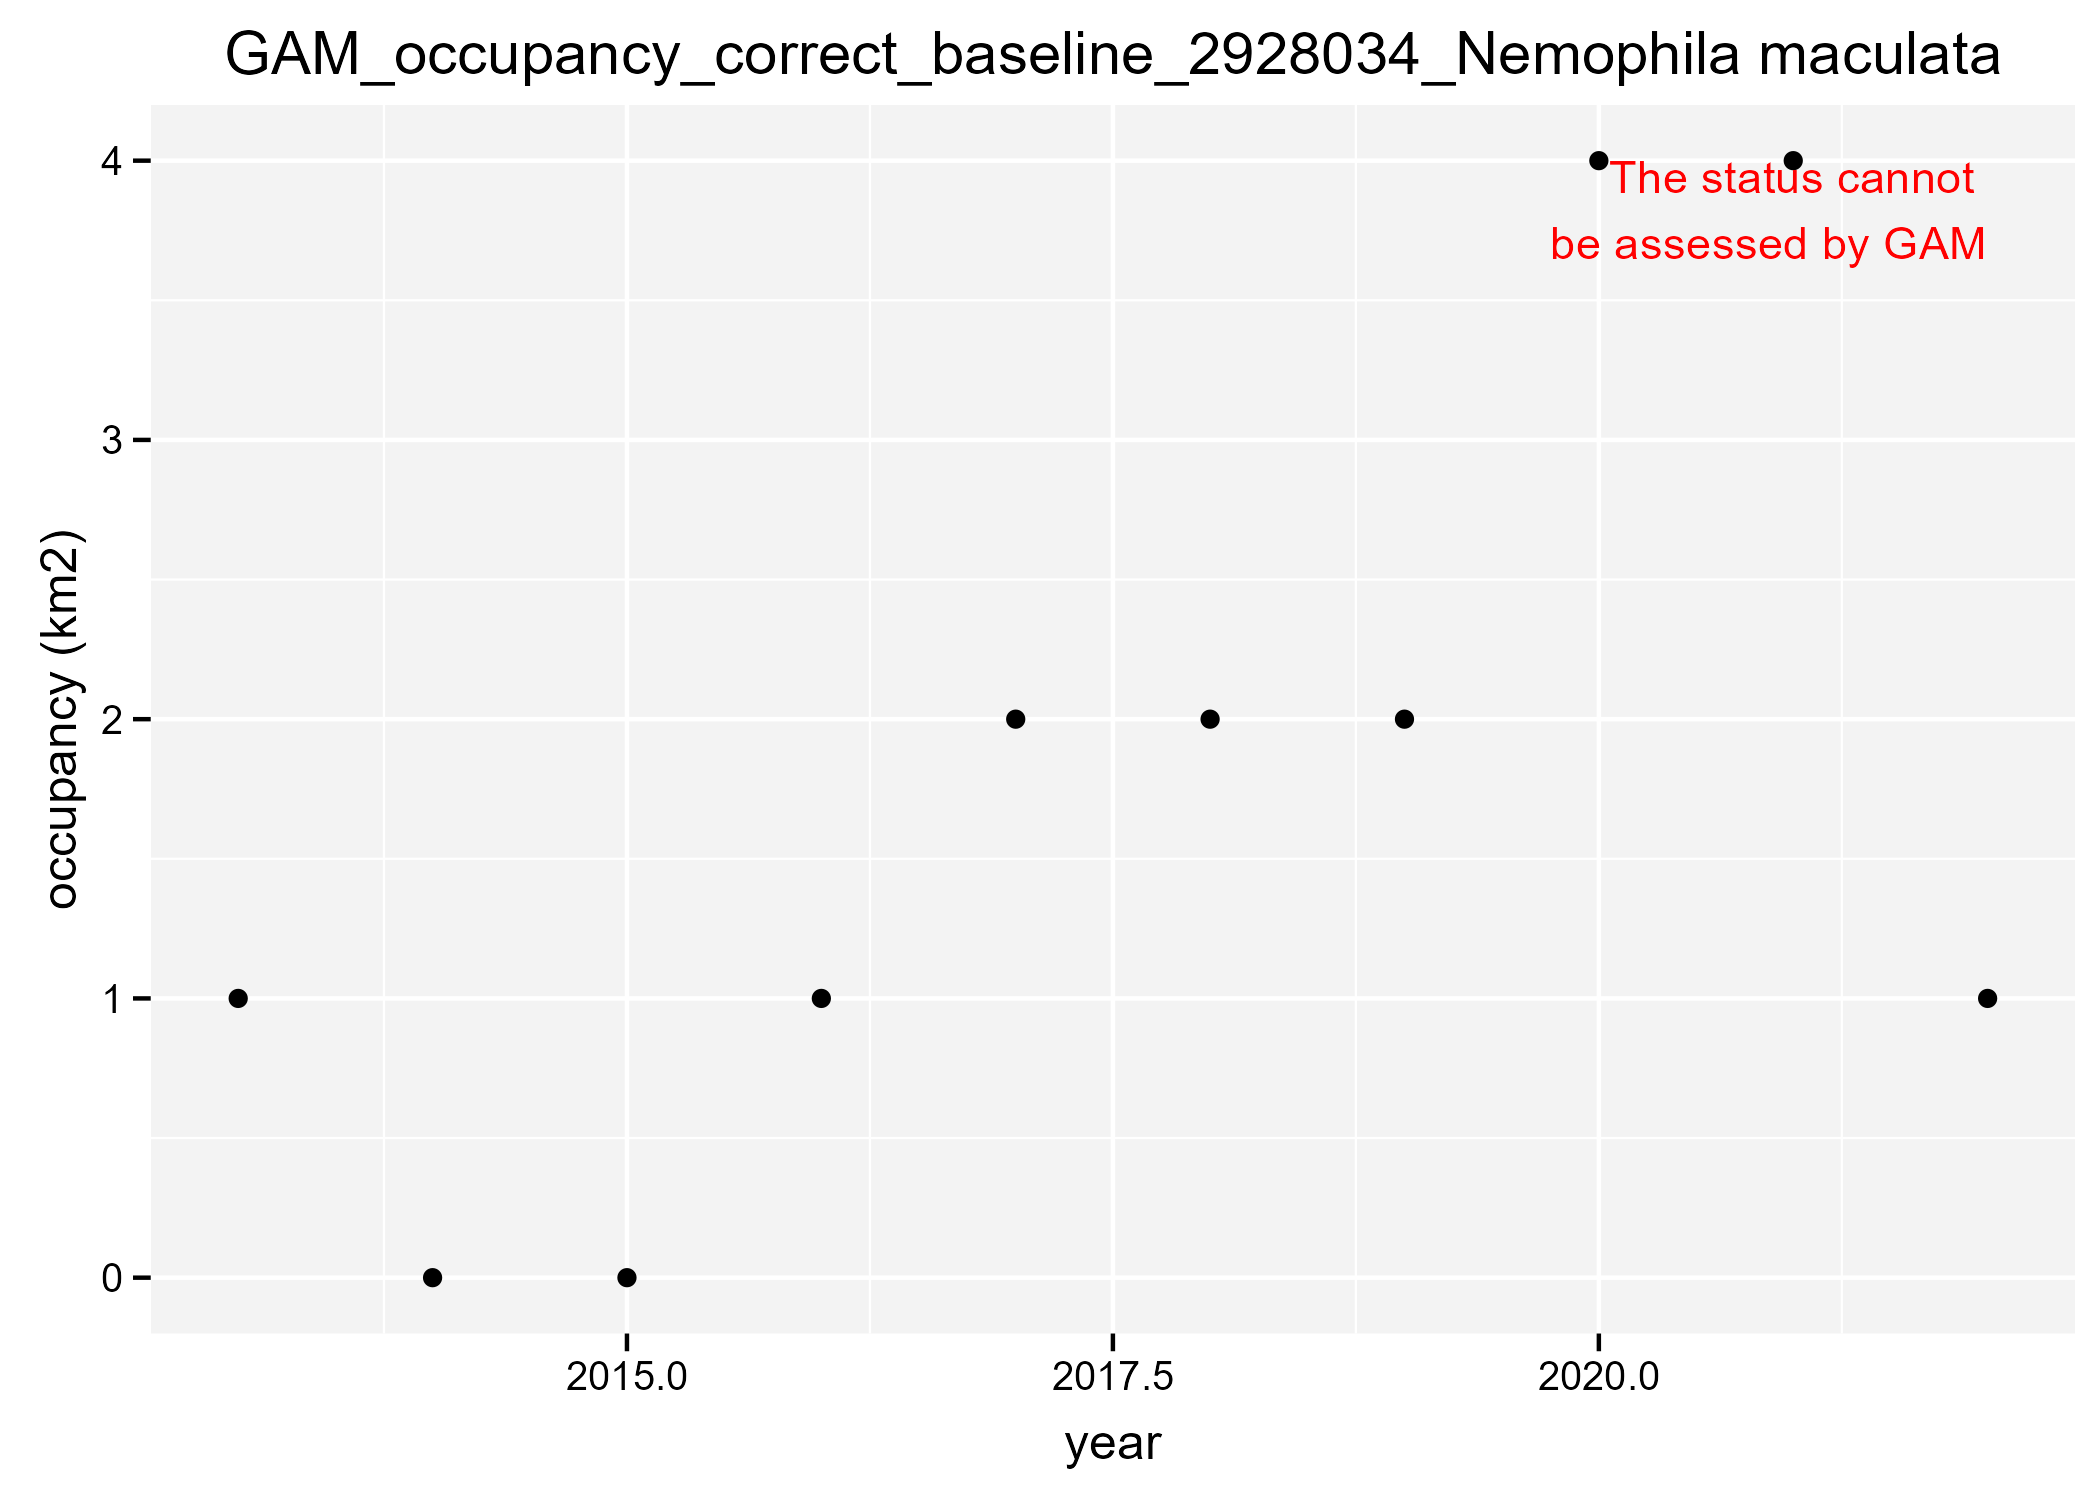 GAM_occupancy_correct_baseline_2928034_Nemophila maculata
4
The status cannot
be assessed by GAM
3
occupancy (km2)
2
1
0
2015.0 2017.5 2020.0
year